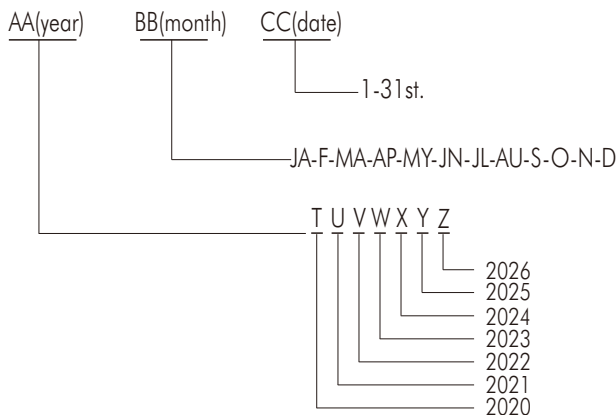 AA(year) BB(month) CC(date)
1-31st.
JA-F-MA-AP-MY-JN-JL-AU-S-O-N-D
T U V W X Y Z
2026
2025
2024
2023
2022
2021
2020